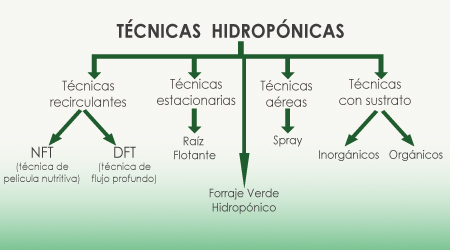 TÉCNICAS HIDROPÓNICAS
Técnicas
recirculantes
Técnicas
estacionarias
Técnicas
aéreas
Técnicas
con sustrato
NFT
(técnica de
película nutritiva)
DFT
(técnica de
flujo profundo)
Raíz
Flotante
Spray
Inorgánicos
Orgánicos
Forraje Verde
Hidropónico